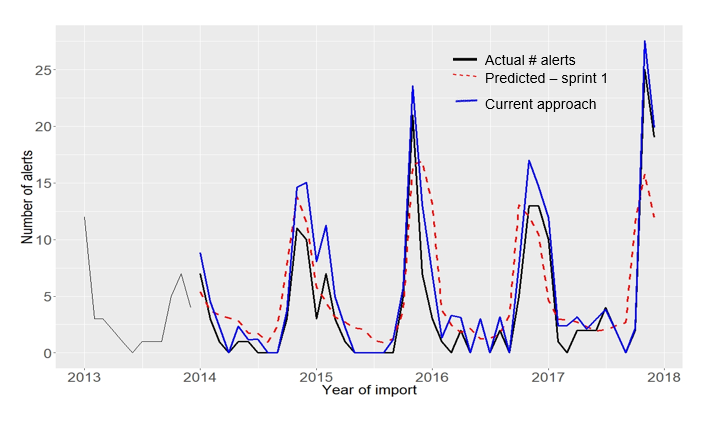 Number of alerts
25
20
15
10
5
0
Actual # alerts
Predicted – sprint 1
Current approach
2013 2014 2015 2016 2017 2018
Year of import